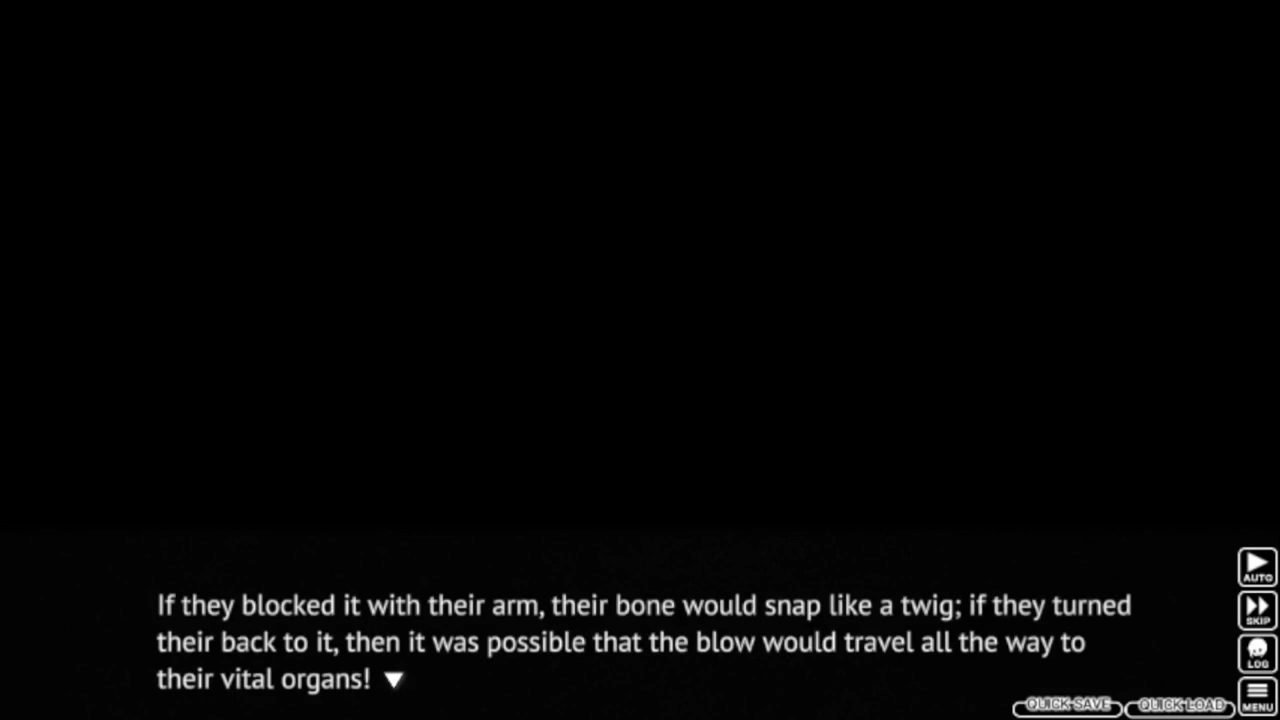 If they blocked it with their arm, their bone would snap like a twig; if they turned
their back to it, then it was possible that the blow would travel all the way to
their vital organs!
AUTO
SKIP
LOG
MENU
QUICK SAVE QUICK LOAD